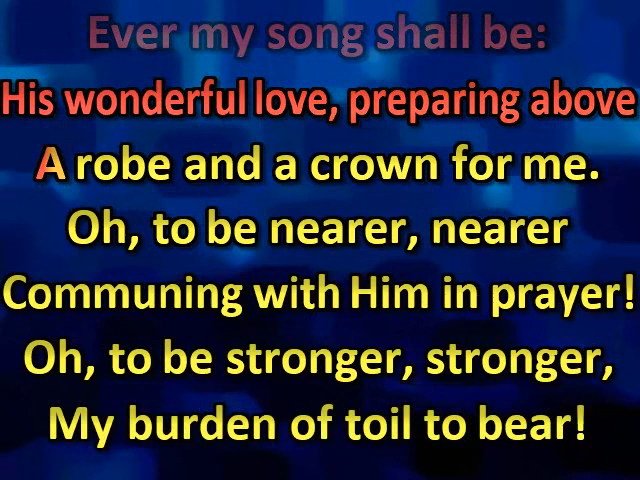 Ever my song shall be:
His wonderful love, preparing above
A robe and a crown for me.
Oh, to be nearer, nearer
Communing with Him in prayer!
Oh, to be stronger, stronger,
My burden of toil to bear!